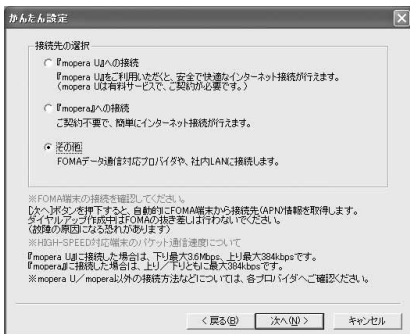 かんたん設定
接続先の選択
『mopera U』への接続
『mopera U』をご利用いただくと、安全で快適なインターネット接続が行えます。
(mopera Uは有料サービスで、ご契約が必要です。)
『mopera』への接続
ご契約不要で、簡単にインターネット接続が行えます。
その他
FOMAデータ通信対応プロバイダや、社内LANに接続します。
※FOMA端末の接続を確認してください。
[次へ]ボタンを押下すると、自動的にFOMA端末から接続先(APN)情報を取得します。
ダイヤルアップ作成中はFOMAの抜き差しは行わないでください。
(故障の原因になる恐れがあります)
※HIGH-SPEED対応端末のパケット通信速度について
『mopera U』に接続した場合は、下り最大3.6Mbps、上り最大384kbpsです。
『mopera』に接続した場合は、上り/下りともに最大384kbpsです。
※mopera U/mopera以外の接続方法などについては、各プロバイダへご確認ください。
< 戻る(B)
次へ(N) >
キャンセル